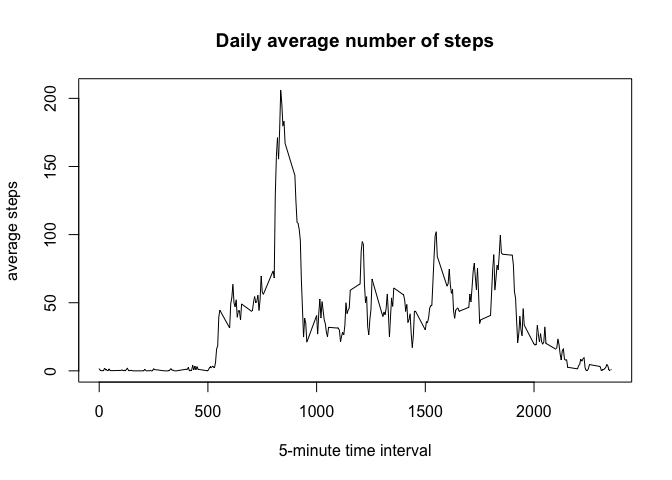 Daily average number of steps
average steps
200
150
100
50
0
0 500 1000 1500 2000
5-minute time interval